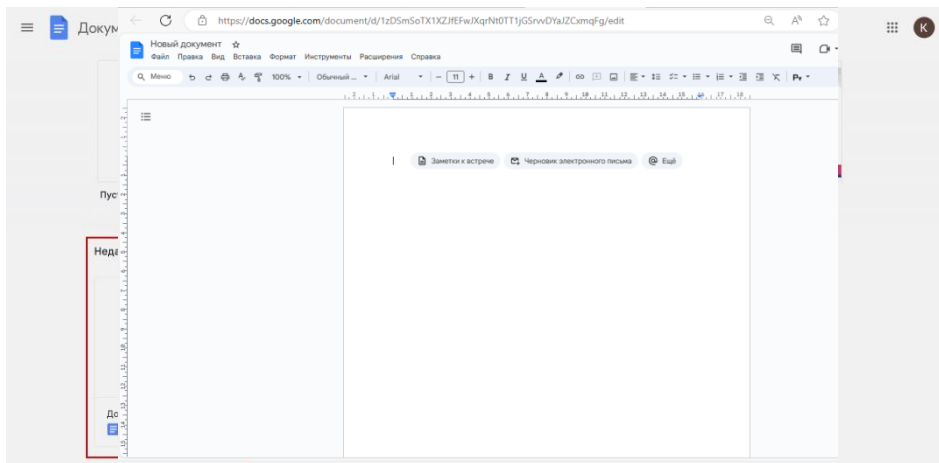 https://docs.google.com/document/d/1zDSmSoTX1XZJfEFwJXqrNt0TT1jGSrvvDYaJZCxmqFg/edit
Докум
К
Новый документ
Файл Правка Вид Вставка Формат Инструменты Расширения Справка
Меню 100% Обычный ... Arial 11 B I U A
Заметки к встрече Черновик электронного письма Ещё
Пус
Неда
До